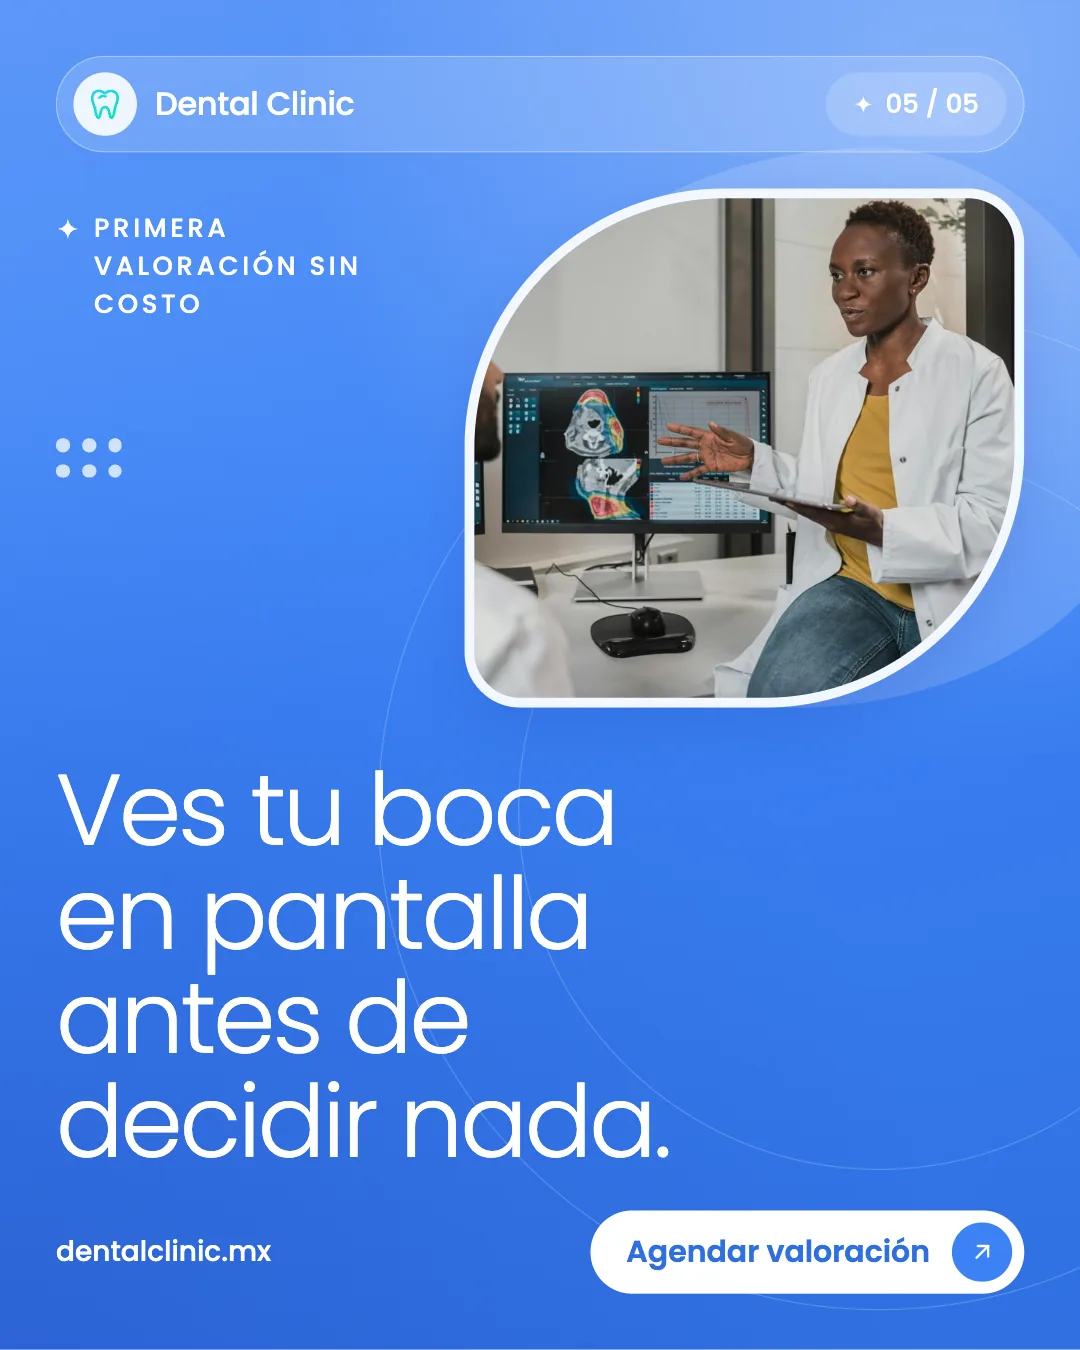 Dental Clinic
05 / 05
PRIMERA
VALORACIÓN SIN
COSTO
Ves tu boca
en pantalla
antes de
decidir nada.
dentalclinic.mx
Agendar valoración